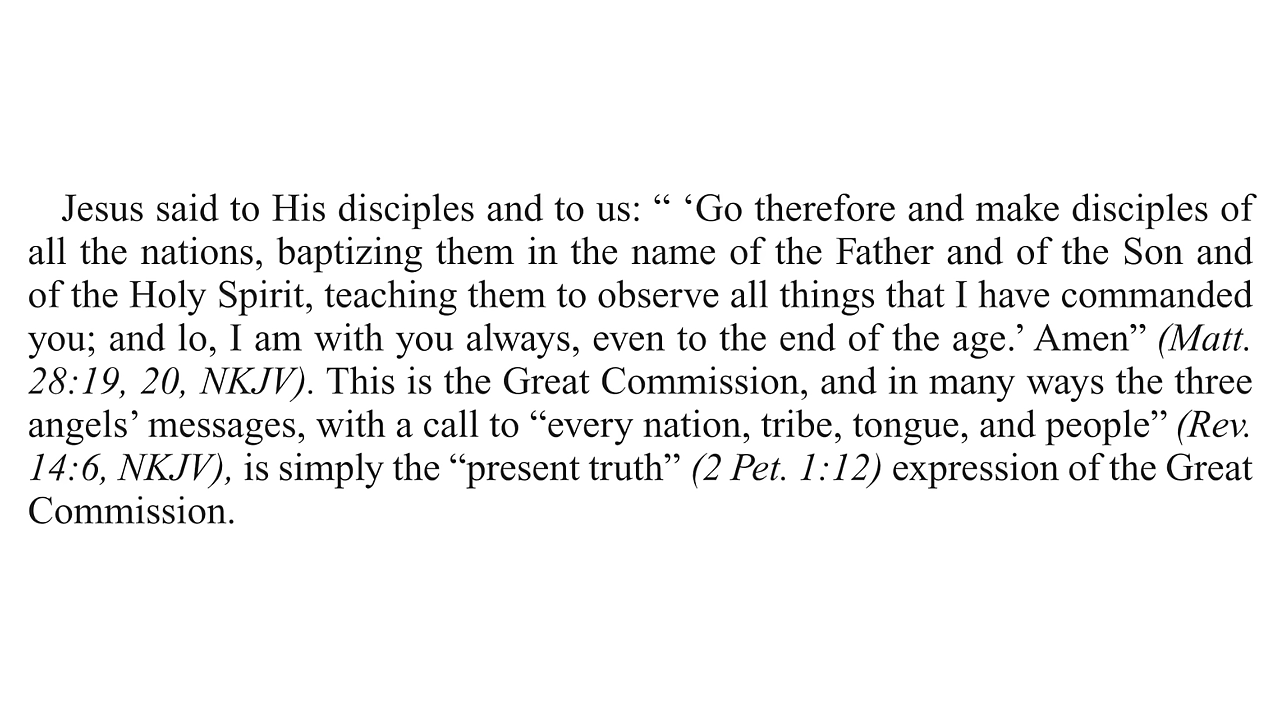 Jesus said to His disciples and to us: “ ‘Go therefore and make disciples of
all the nations, baptizing them in the name of the Father and of the Son and
of the Holy Spirit, teaching them to observe all things that I have commanded
you; and lo, I am with you always, even to the end of the age.’ Amen” (Matt.
28:19, 20, NKJV). This is the Great Commission, and in many ways the three
angels’ messages, with a call to “every nation, tribe, tongue, and people” (Rev.
14:6, NKJV), is simply the “present truth” (2 Pet. 1:12) expression of the Great
Commission.